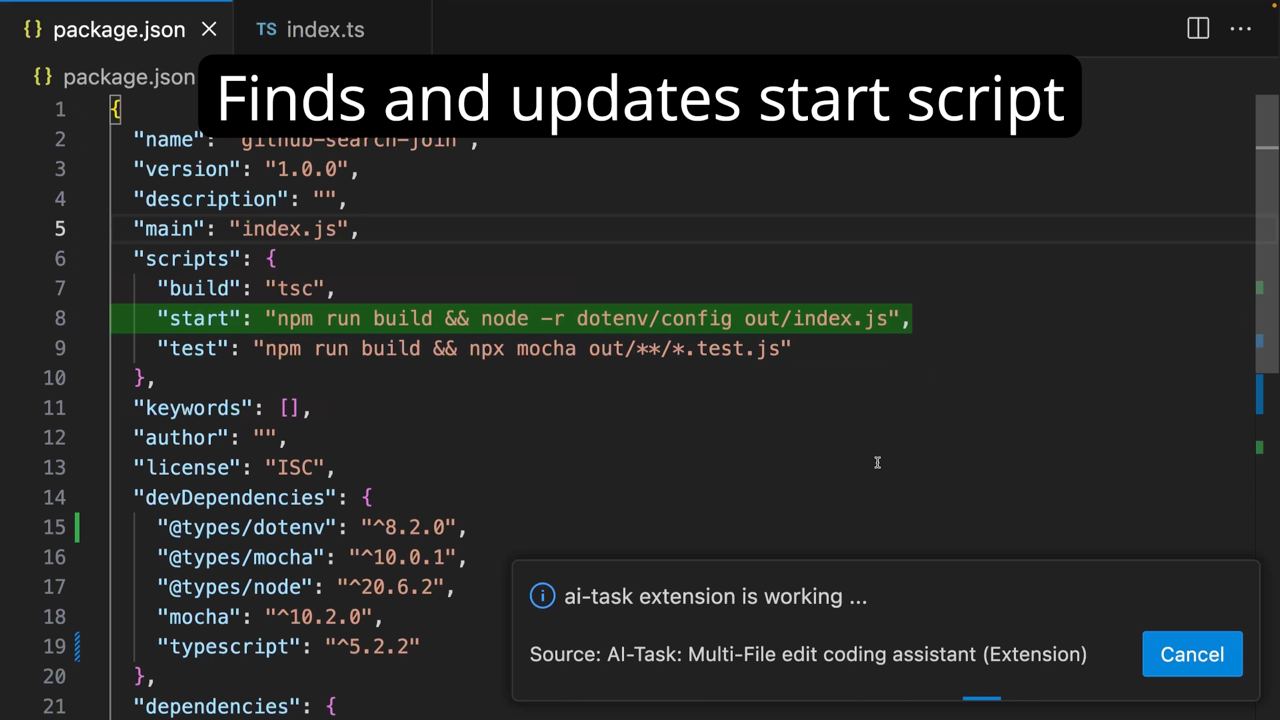 {} package.json ×
TS index.ts
...
{} package.json
Finds and updates start script
1 {
2 "name": "github-search-join",
3 "version": "1.0.0",
4 "description": "",
5 "main": "index.js",
6 "scripts": {
7 "build": "tsc",
8 "start": "npm run build && node -r dotenv/config out/index.js",
9 "test": "npm run build && npx mocha out/**/*.test.js"
10 },
11 "keywords": [],
12 "author": "",
13 "license": "ISC",
14 "devDependencies": {
15 "@types/dotenv": "^8.2.0",
16 "@types/mocha": "^10.0.1",
17 "@types/node": "^20.6.2",
18 "mocha": "^10.2.0",
19 "typescript": "^5.2.2"
20 },
21 "dependencies": {
ai-task extension is working ...
Source: AI-Task: Multi-File edit coding assistant (Extension)
Cancel